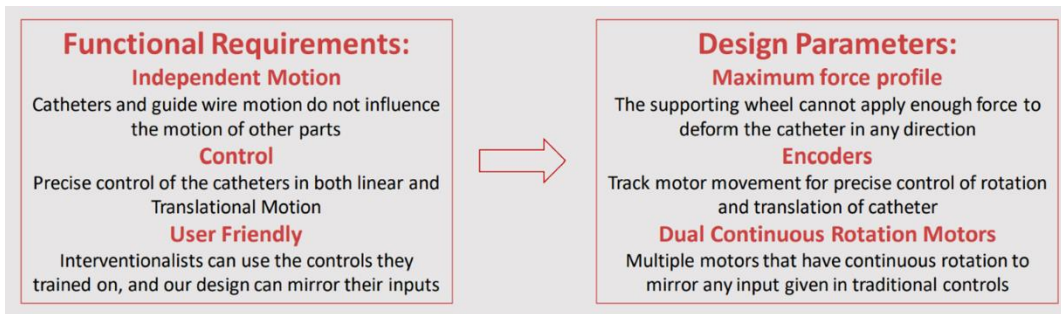 Functional Requirements:
Independent Motion
Catheters and guide wire motion do not influence
the motion of other parts
Control
Precise control of the catheters in both linear and
Translational Motion
User Friendly
Interventionalists can use the controls they
trained on, and our design can mirror their inputs
Design Parameters:
Maximum force profile
The supporting wheel cannot apply enough force to
deform the catheter in any direction
Encoders
Track motor movement for precise control of rotation
and translation of catheter
Dual Continuous Rotation Motors
Multiple motors that have continuous rotation to
mirror any input given in traditional controls